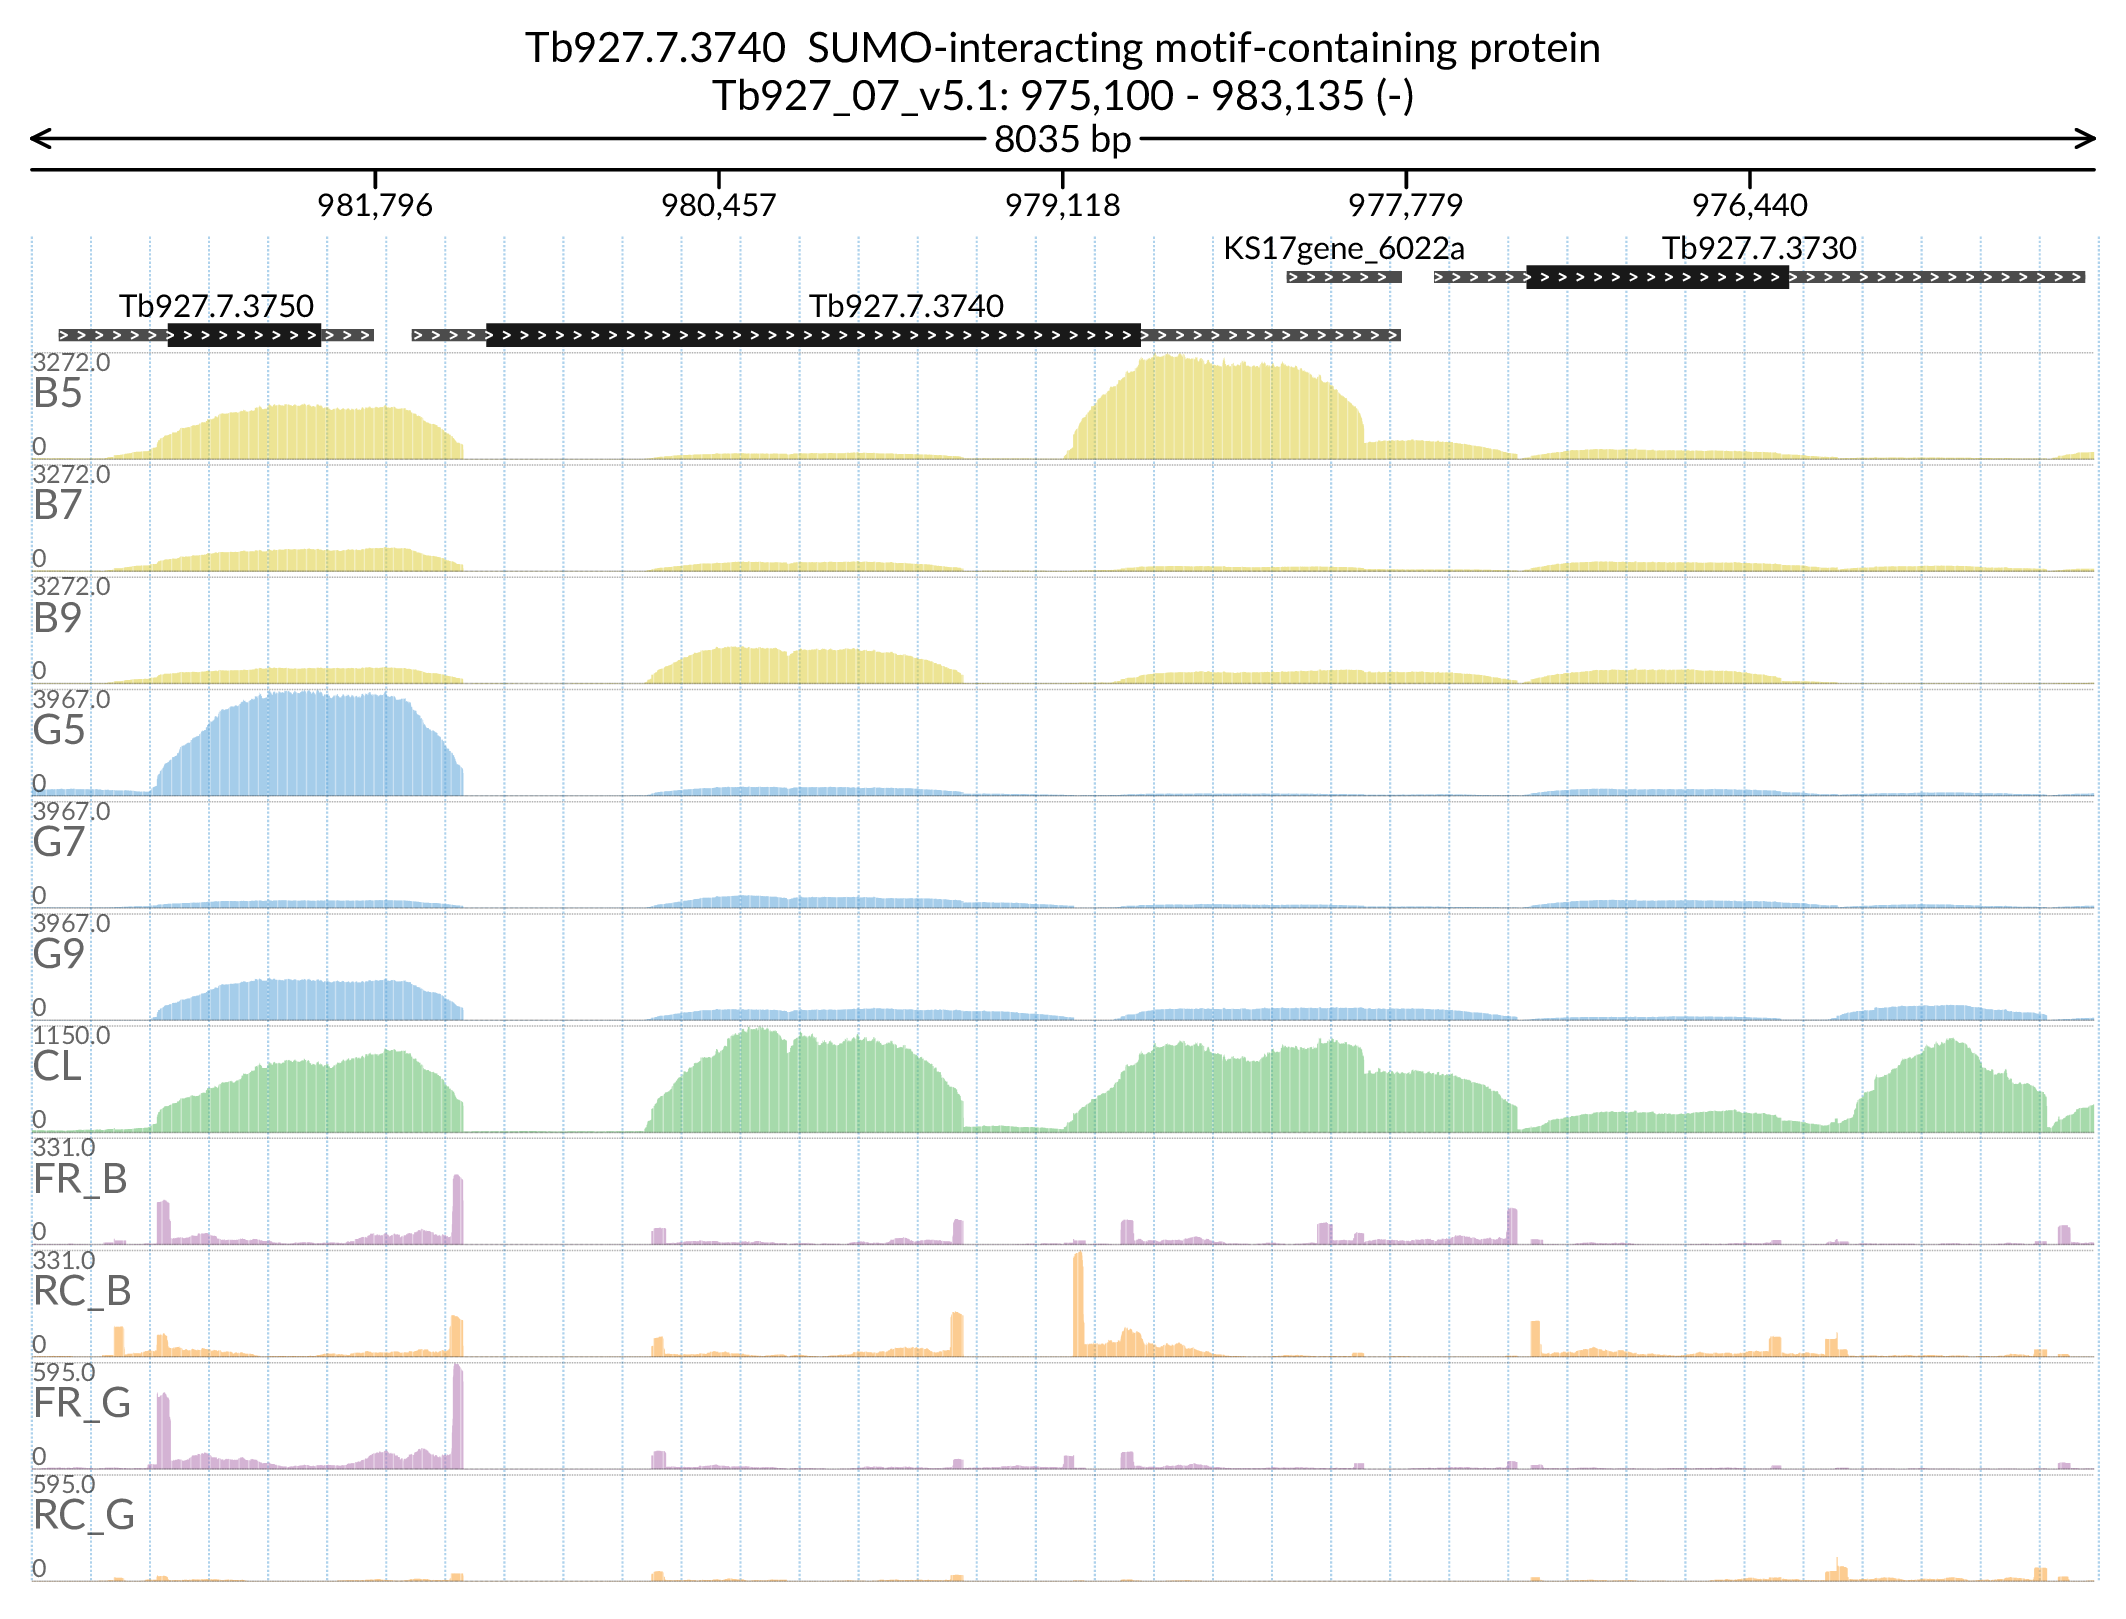 Tb927.7.3740  SUMO-interacting motif-containing protein
Tb927_07_v5.1: 975,100 - 983,135 (-)
8035 bp
981,796 980,457 979,118 977,779 976,440
KS17gene_6022a Tb927.7.3730
Tb927.7.3750 Tb927.7.3740
3272.0
B5
0
3272.0
B7
0
3272.0
B9
0
3967.0
G5
0
3967.0
G7
0
3967.0
G9
0
1150.0
CL
0
331.0
FR_B
0
331.0
RC_B
0
595.0
FR_G
0
595.0
RC_G
0